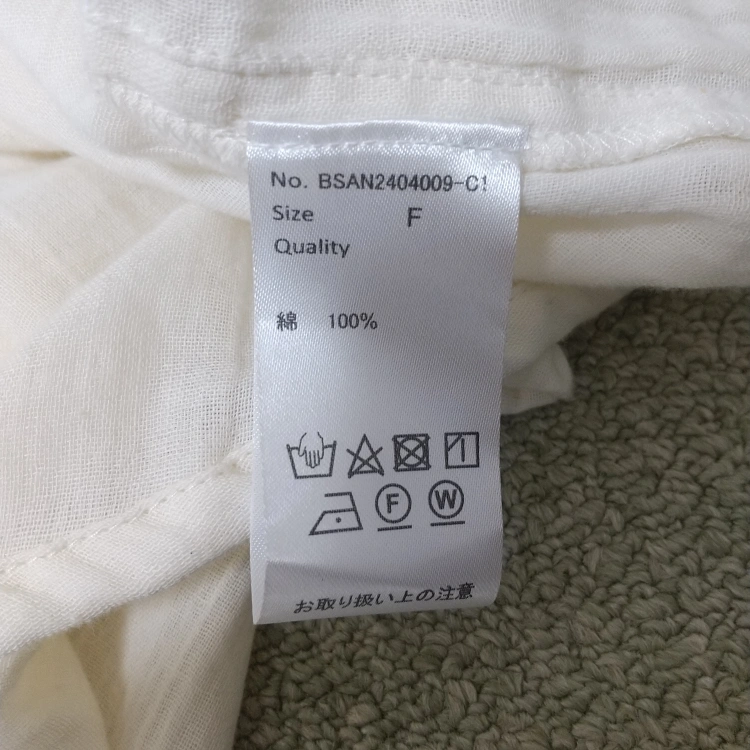 No. BSAN2404009-C1
Size F
Quality
綿 100%
F W
お取り扱い上の注意